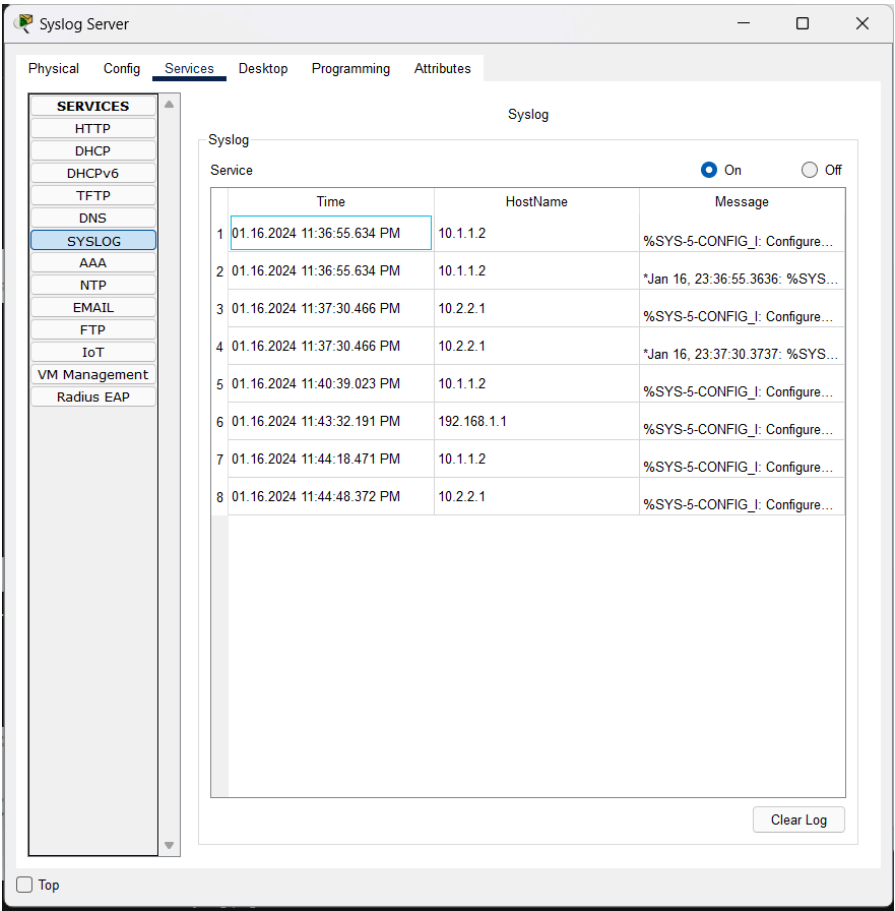 Syslog Server
Physical Config Services Desktop Programming Attributes
SERVICES
HTTP
DHCP
DHCPv6
TFTP
DNS
SYSLOG
AAA
NTP
EMAIL
FTP
IoT
VM Management
Radius EAP
Syslog
Syslog
Service On Off
Time HostName Message
1 01.16.2024 11:36:55.634 PM 10.1.1.2 %SYS-5-CONFIG_I: Configure...
2 01.16.2024 11:36:55.634 PM 10.1.1.2 *Jan 16, 23:36:55.3636: %SYS...
3 01.16.2024 11:37:30.466 PM 10.2.2.1 %SYS-5-CONFIG_I: Configure...
4 01.16.2024 11:37:30.466 PM 10.2.2.1 *Jan 16, 23:37:30.3737: %SYS...
5 01.16.2024 11:40:39.023 PM 10.1.1.2 %SYS-5-CONFIG_I: Configure...
6 01.16.2024 11:43:32.191 PM 192.168.1.1 %SYS-5-CONFIG_I: Configure...
7 01.16.2024 11:44:18.471 PM 10.1.1.2 %SYS-5-CONFIG_I: Configure...
8 01.16.2024 11:44:48.372 PM 10.2.2.1 %SYS-5-CONFIG_I: Configure...
Clear Log
Top